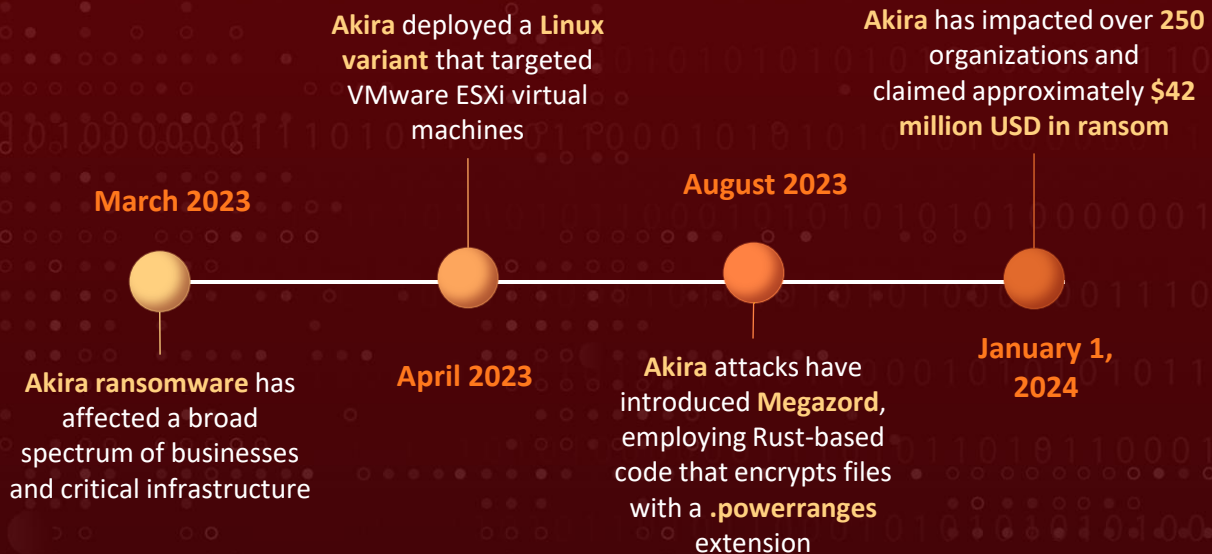 March 2023
Akira ransomware has
affected a broad
spectrum of businesses
and critical infrastructure
Akira deployed a Linux
variant that targeted
VMware ESXi virtual
machines
April 2023
August 2023
Akira attacks have
introduced Megazord,
employing Rust-based
code that encrypts files
with a .powerranges
extension
Akira has impacted over 250
organizations and
claimed approximately $42
million USD in ransom
January 1,
2024